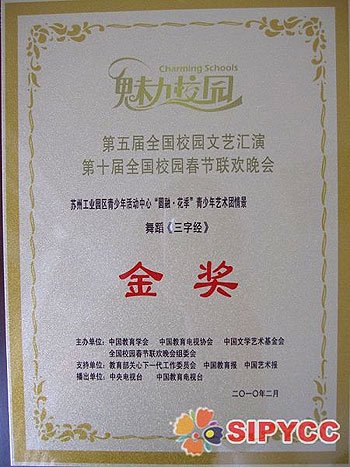 Charming Schools
魅力校园
第五届全国校园文艺汇演
第十届全国校园春节联欢晚会
苏州工业园区青少年活动中心“圆融·花季”青少年艺术团情景
舞蹈《三字经》
金奖
主办单位：中国教育学会 中国教育电视协会 中国文学艺术基金会
全国校园春节联欢晚会组委会
支持单位：教育部关心下一代工作委员会 中国教育报 中国艺术报
播出单位：中央电视台 中国教育电视台
二〇一〇年二月
SIPYCC